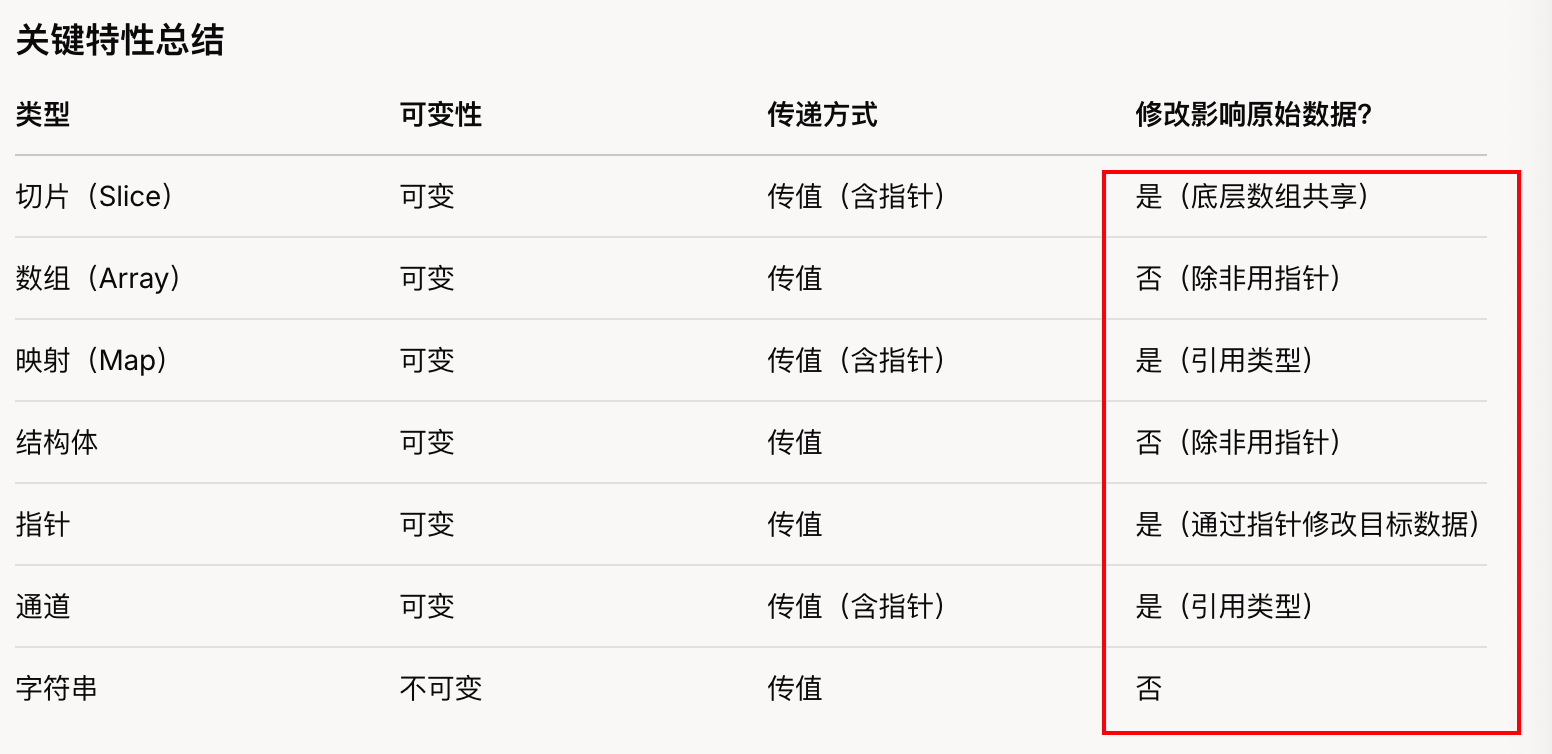 关键特性总结
类型 可变性 传递方式 修改影响原始数据?
切片（Slice） 可变 传值（含指针） 是（底层数组共享）
数组（Array） 可变 传值 否（除非用指针）
映射（Map） 可变 传值（含指针） 是（引用类型）
结构体 可变 传值 否（除非用指针）
指针 可变 传值 是（通过指针修改目标数据）
通道 可变 传值（含指针） 是（引用类型）
字符串 不可变 传值 否